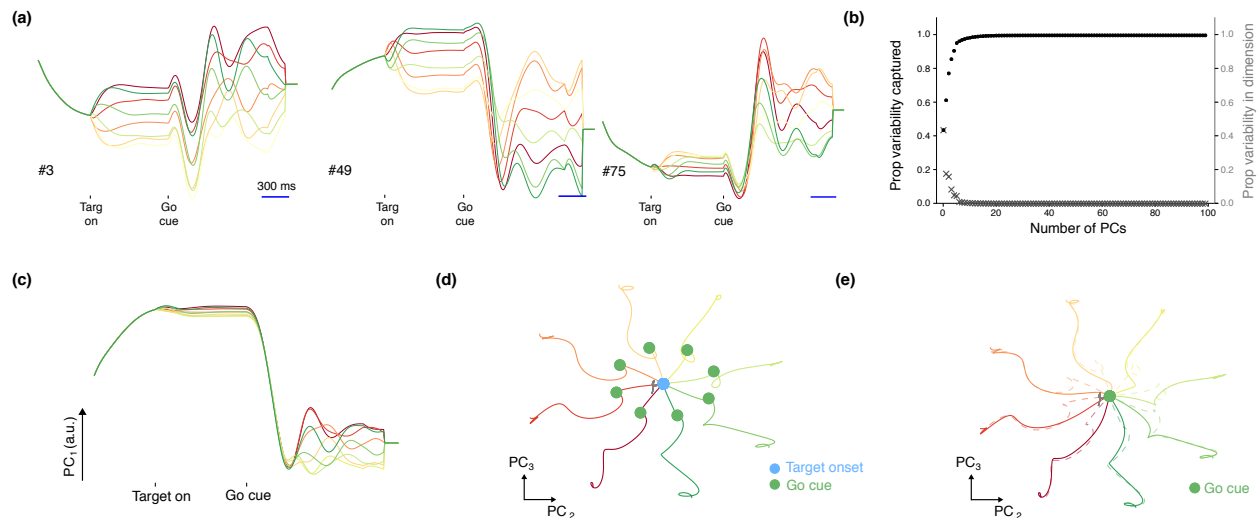 (a)
#3
300 ms
Targ
on
Go
cue
#49
Targ
on
Go
cue
#75
Targ
on
Go
cue
(b)
Prop variability captured
1.0
0.8
0.6
0.4
0.2
0.0
1.0
0.8
0.6
0.4
0.2
0.0
Prop variability in dimension
0 20 40 60 80 100
Number of PCs
(c)
PC1 (a.u.)
Target on
Go cue
(d)
PC3
PC2
Target onset
Go cue
(e)
PC3
PC2
Go cue